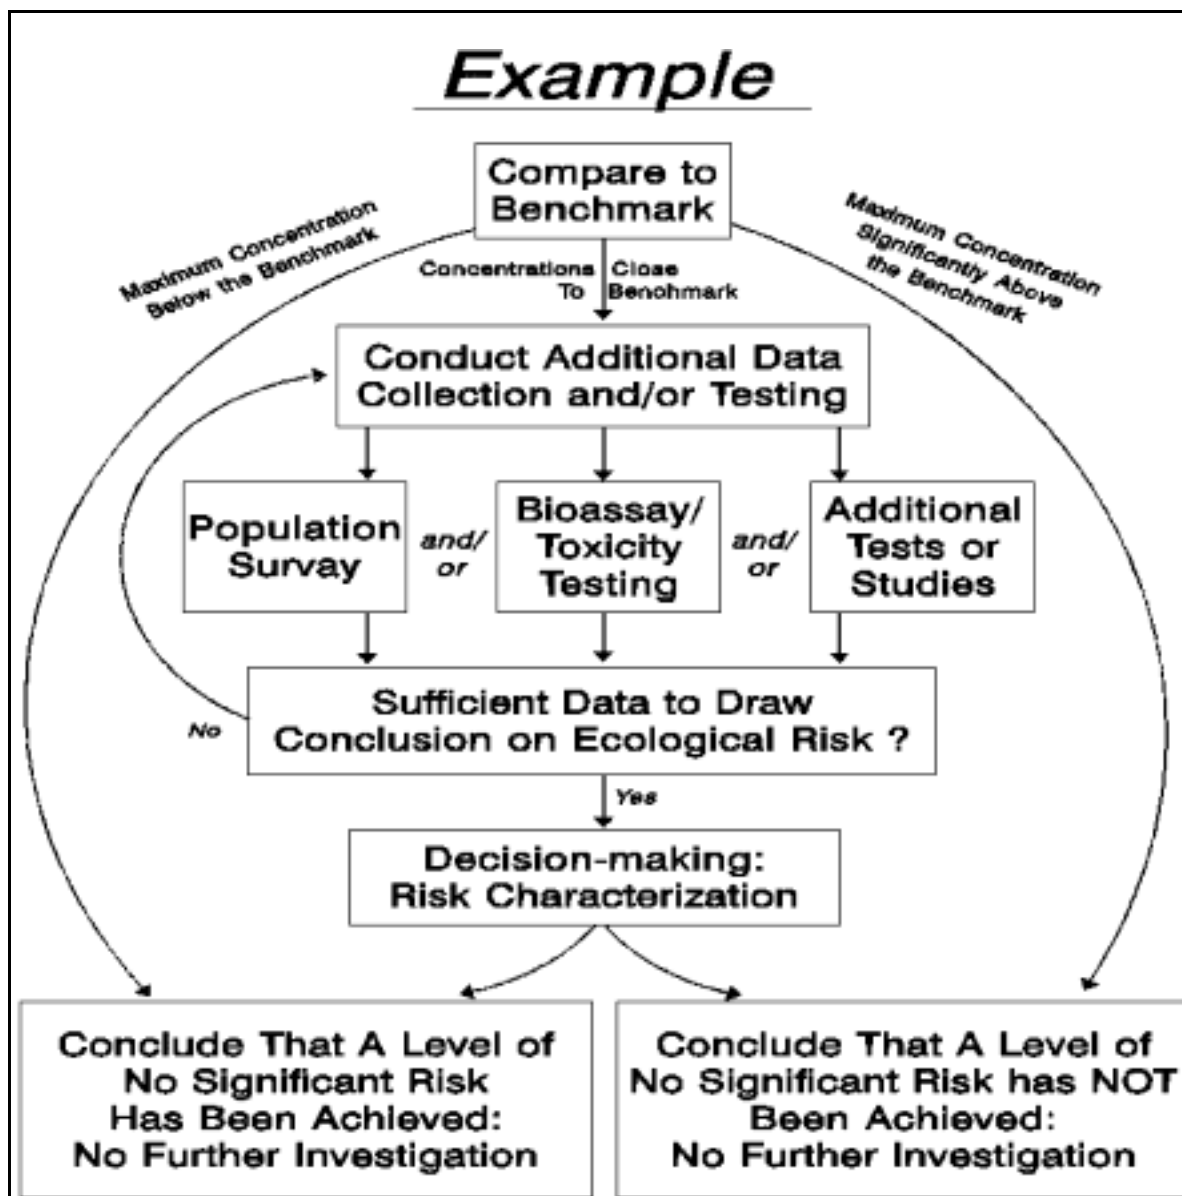 Example
Compare to
Benchmark
Maximum Concentration
Below the Benchmark
Concentrations Close
To Benchmark
Maximum Concentration
Significantly Above
the Benchmark
Conduct Additional Data
Collection and/or Testing
Population
Survay
and/
or
Bioassay/
Toxicity
Testing
and/
or
Additional
Tests or
Studies
Sufficient Data to Draw
Conclusion on Ecological Risk ?
No
Yes
Decision-making:
Risk Characterization
Conclude That A Level of
No Significant Risk
Has Been Achieved:
No Further Investigation
Conclude That A Level of
No Significant Risk has NOT
Been Achieved:
No Further Investigation